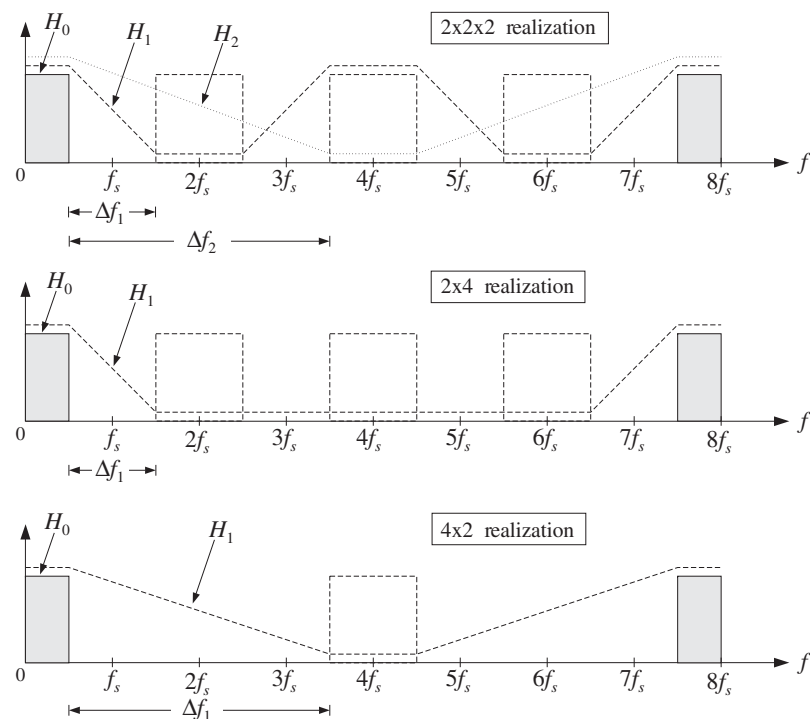 H₀ H₁ H₂ 2x2x2 realization
0 fₛ 2fₛ 3fₛ 4fₛ 5fₛ 6fₛ 7fₛ 8fₛ f
Δf₁
Δf₂
H₀ H₁ 2x4 realization
0 fₛ 2fₛ 3fₛ 4fₛ 5fₛ 6fₛ 7fₛ 8fₛ f
Δf₁
H₀ H₁ 4x2 realization
0 fₛ 2fₛ 3fₛ 4fₛ 5fₛ 6fₛ 7fₛ 8fₛ f
Δf₁